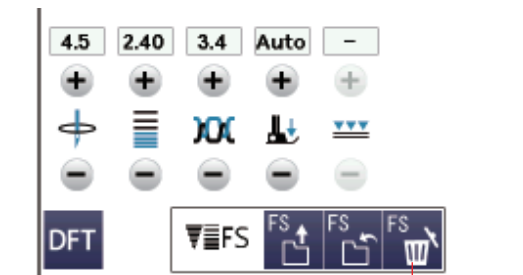 4.5 2.40 3.4 Auto –
+ + + + +
− − − − −
DFT FS FS FS FS